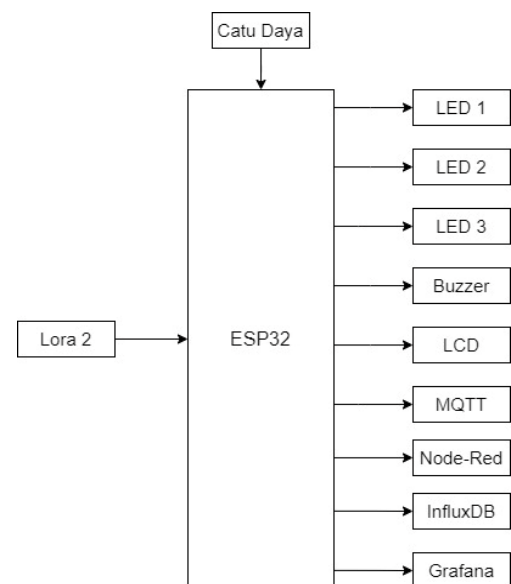 Catu Daya
LED 1
LED 2
LED 3
Buzzer
Lora 2
ESP32
LCD
MQTT
Node-Red
InfluxDB
Grafana